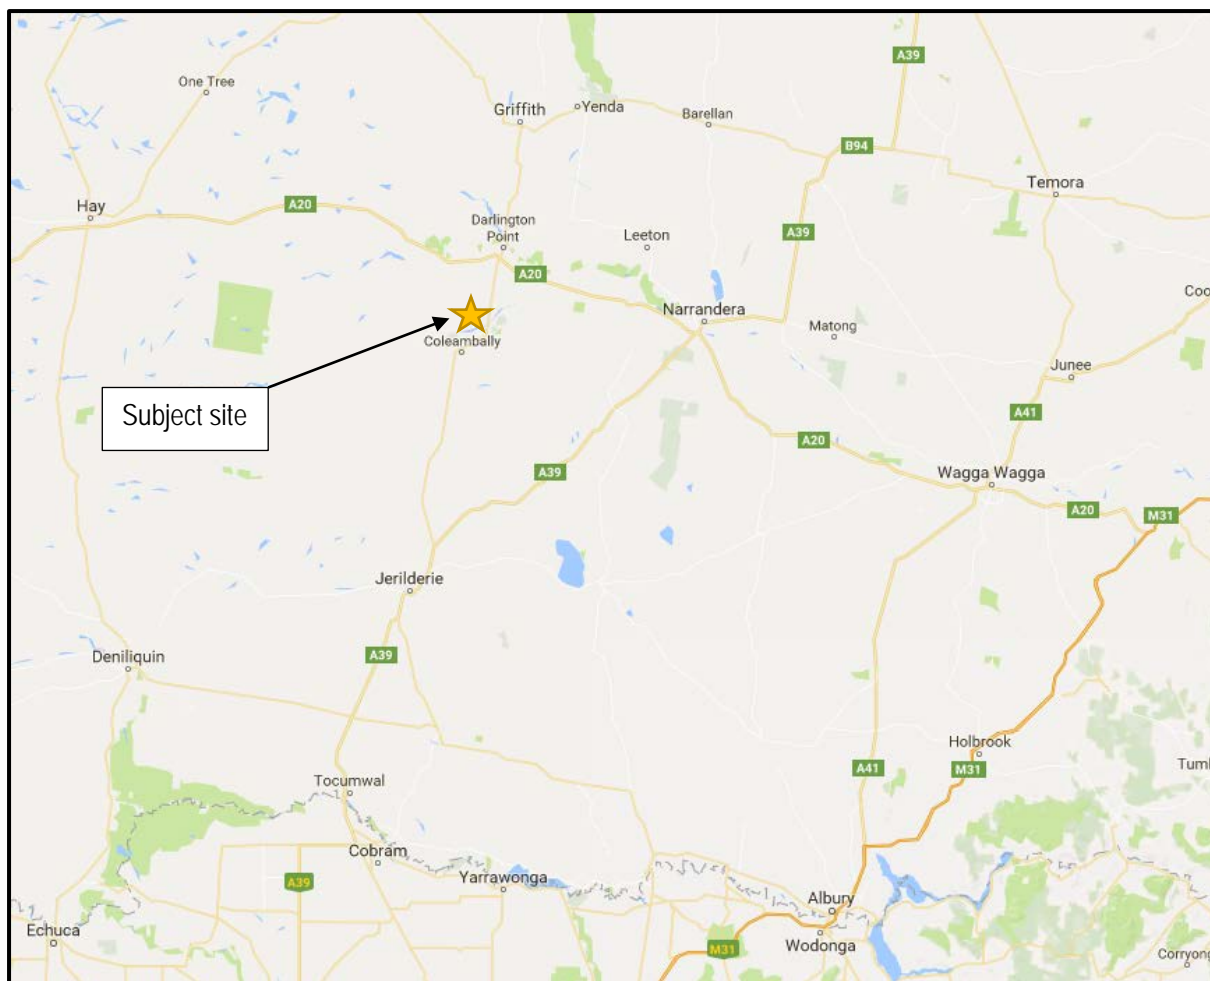 A39
One Tree
Griffith
Yenda
Barellan
B94
Temora
Hay
A20
Darlington
Point
Leeton
A39
A20
Coo
Narrandera
Matong
Coleambally
Junee
Subject site
A41
A20
A39
Wagga Wagga
A20
M31
Jerilderie
A39
Deniliquin
Holbrook
A41
M31
Tuml
Tocumwal
Cobram
A39
Yarrawonga
Albury
Echuca
M31
Wodonga
Corryong